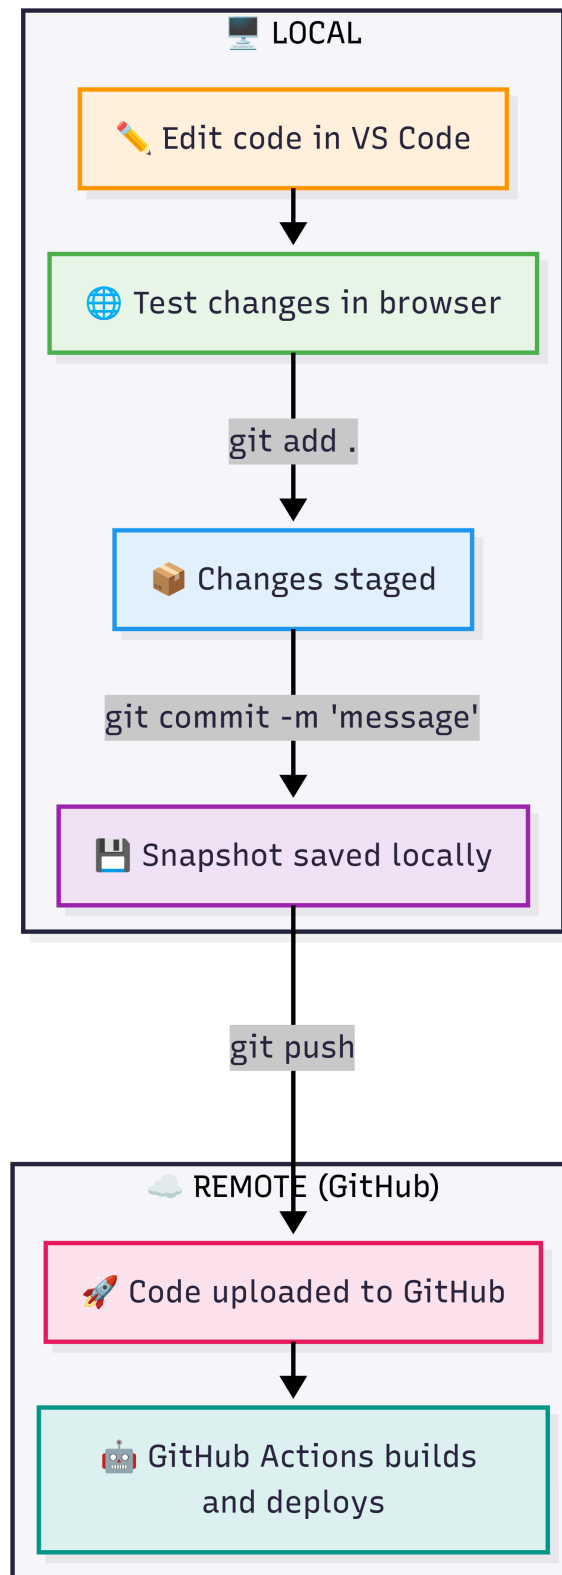 🖥️ LOCAL
✏️ Edit code in VS Code
🌐 Test changes in browser
git add .
📦 Changes staged
git commit -m 'message'
💾 Snapshot saved locally
git push
☁️ REMOTE (GitHub)
🚀 Code uploaded to GitHub
🤖 GitHub Actions builds
and deploys